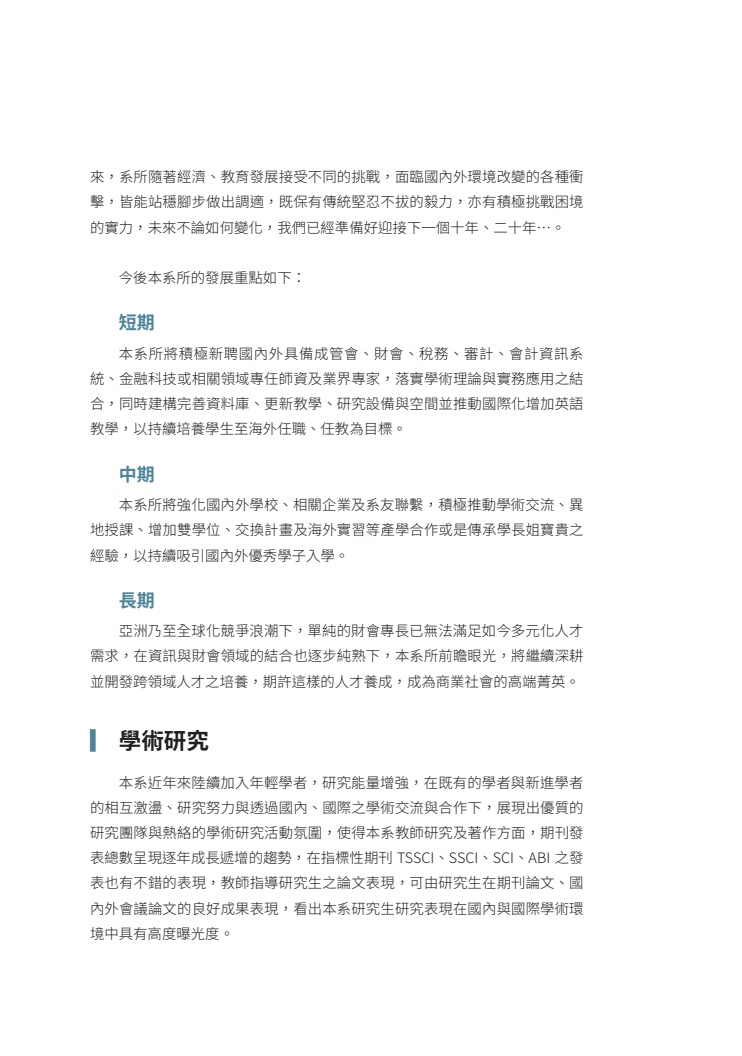 來，系所隨著經濟、教育發展接受不同的挑戰，面臨國內外環境改變的各種衝
擊，皆能站穩腳步做出調適，既保有傳統堅忍不拔的毅力，亦有積極挑戰困境
的實力，未來不論如何變化，我們已經準備好迎接下一個十年、二十年⋯。
今後本系所的發展重點如下：
短期
本系所將積極新聘國內外具備成管會、財會、稅務、審計、會計資訊系
統、金融科技或相關領域專任師資及業界專家，落實學術理論與實務應用之結
合，同時建構完善資料庫、更新教學、研究設備與空間並推動國際化增加英語
教學，以持續培養學生至海外任職、任教為目標。
中期
本系所將強化國內外學校、相關企業及系友聯繫，積極推動學術交流、異
地授課、增加雙學位、交換計畫及海外實習等產學合作或是傳承學長姐寶貴之
經驗，以持續吸引國內外優秀學子入學。
長期
亞洲乃至全球化競爭浪潮下，單純的財會專長已無法滿足如今多元化人才
需求，在資訊與財會領域的結合也逐步純熟下，本系所前瞻眼光，將繼續深耕
並開發跨領域人才之培養，期許這樣的人才養成，成為商業社會的高端菁英。
學術研究
本系近年來陸續加入年輕學者，研究能量增強，在既有的學者與新進學者
的相互激盪、研究努力與透過國內、國際之學術交流與合作下，展現出優質的
研究團隊與熱絡的學術研究活動氛圍，使得本系教師研究及著作方面，期刊發
表總數呈現逐年成長遞增的趨勢，在指標性期刊 TSSCI、SSCI、SCI、ABI 之發
表也有不錯的表現，教師指導研究生之論文表現，可由研究生在期刊論文、國
內外會議論文的良好成果表現，看出本系研究生研究表現在國內與國際學術環
境中具有高度曝光度。